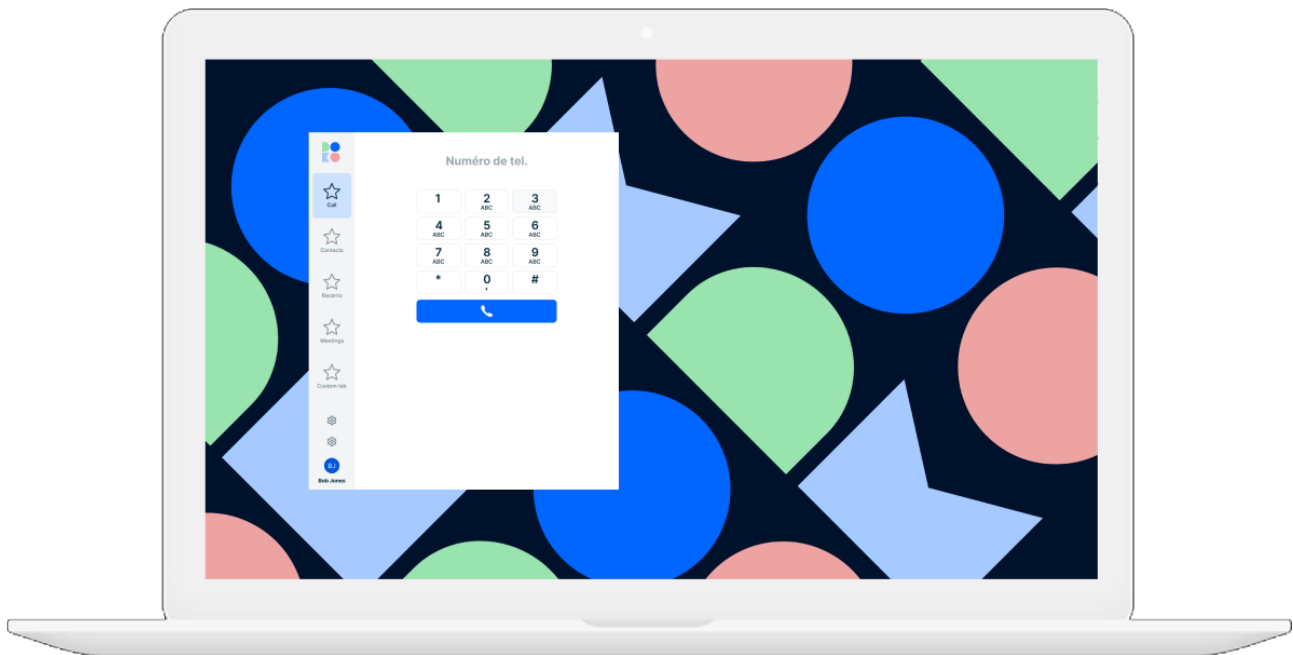 Call
Contacts
Recents
Meetings
Custom tab
BJ
Bob Jones
Numéro de tel.
1
2
ABC
3
ABC
4
ABC
5
ABC
6
ABC
7
ABC
8
ABC
9
ABC
*
0
#